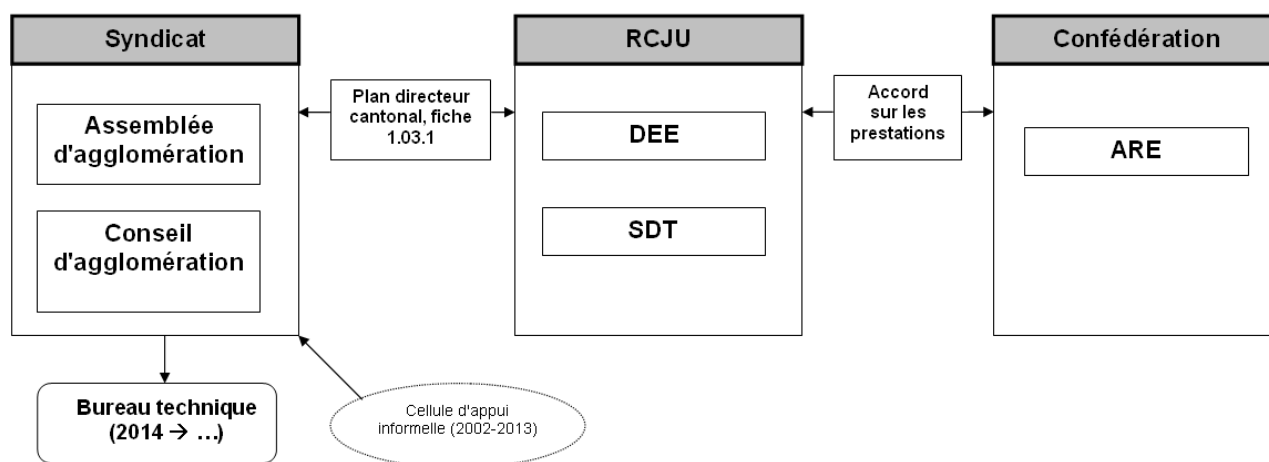 Syndicat
Assemblée
d'agglomération
Conseil
d'agglomération
Plan directeur
cantonal, fiche
1.03.1
RCJU
DEE
SDT
Accord
sur les
prestations
Confédération
ARE
Bureau technique
(2014 → ...)
Cellule d'appui
informelle (2002-2013)